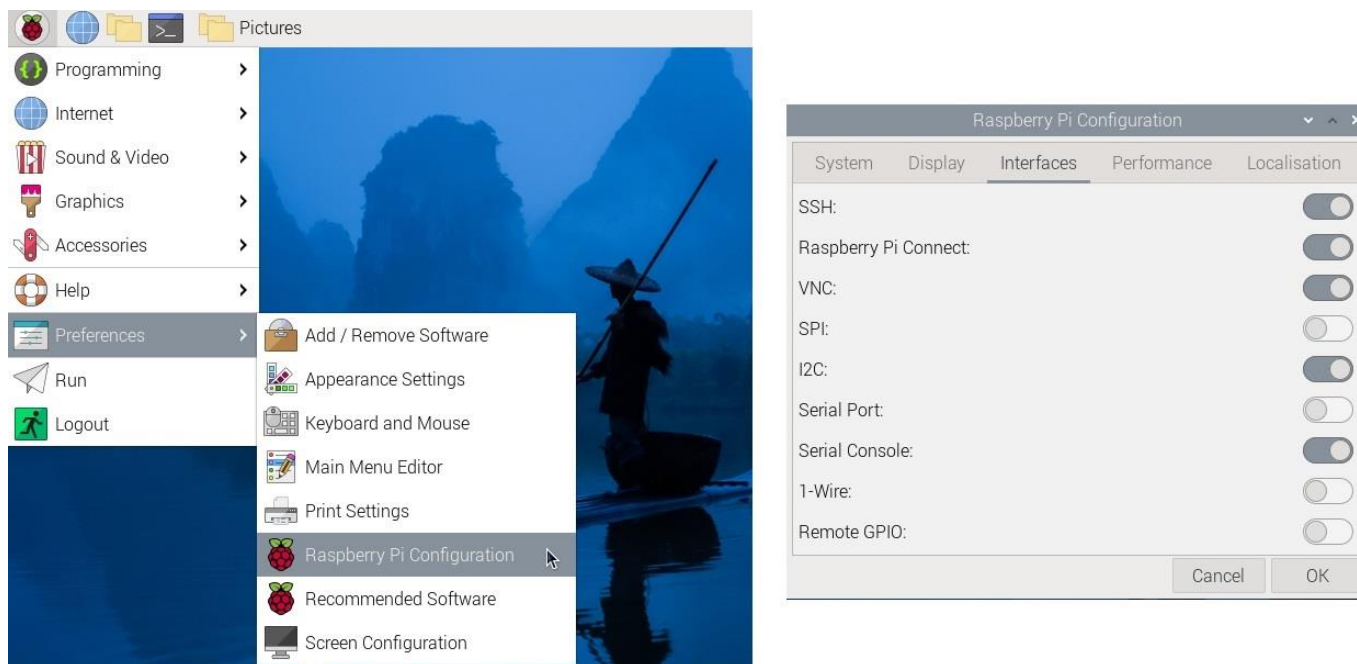 Pictures
Programming
Internet
Sound & Video
Graphics
Accessories
Help
Preferences
Run
Logout
Add / Remove Software
Appearance Settings
Keyboard and Mouse
Main Menu Editor
Print Settings
Raspberry Pi Configuration
Recommended Software
Screen Configuration
Raspberry Pi Configuration
System Display Interfaces Performance Localisation
SSH:
Raspberry Pi Connect:
VNC:
SPI:
I2C:
Serial Port:
Serial Console:
1-Wire:
Remote GPIO:
Cancel OK